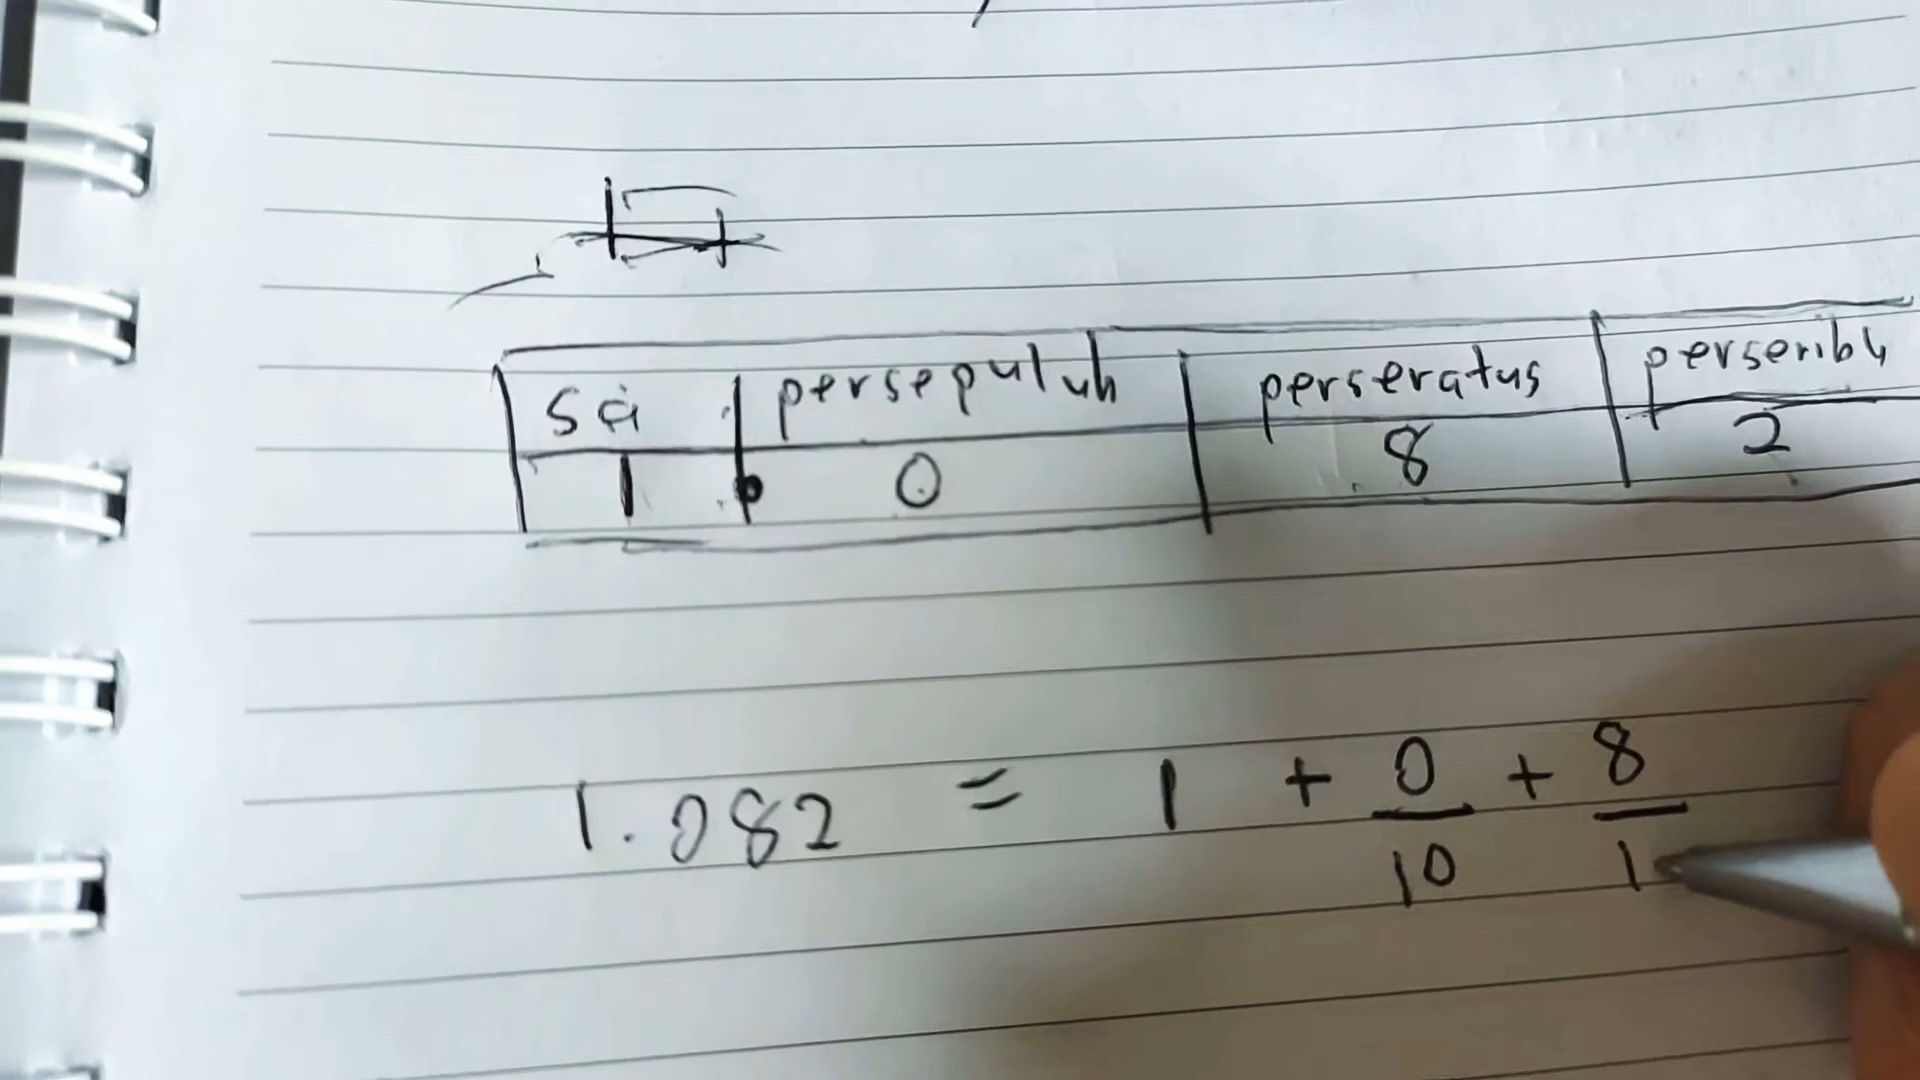 sa . persepuluh perseratus perseribu
1 . 0 8 2
1.082 = 1 + 0/10 + 8/1